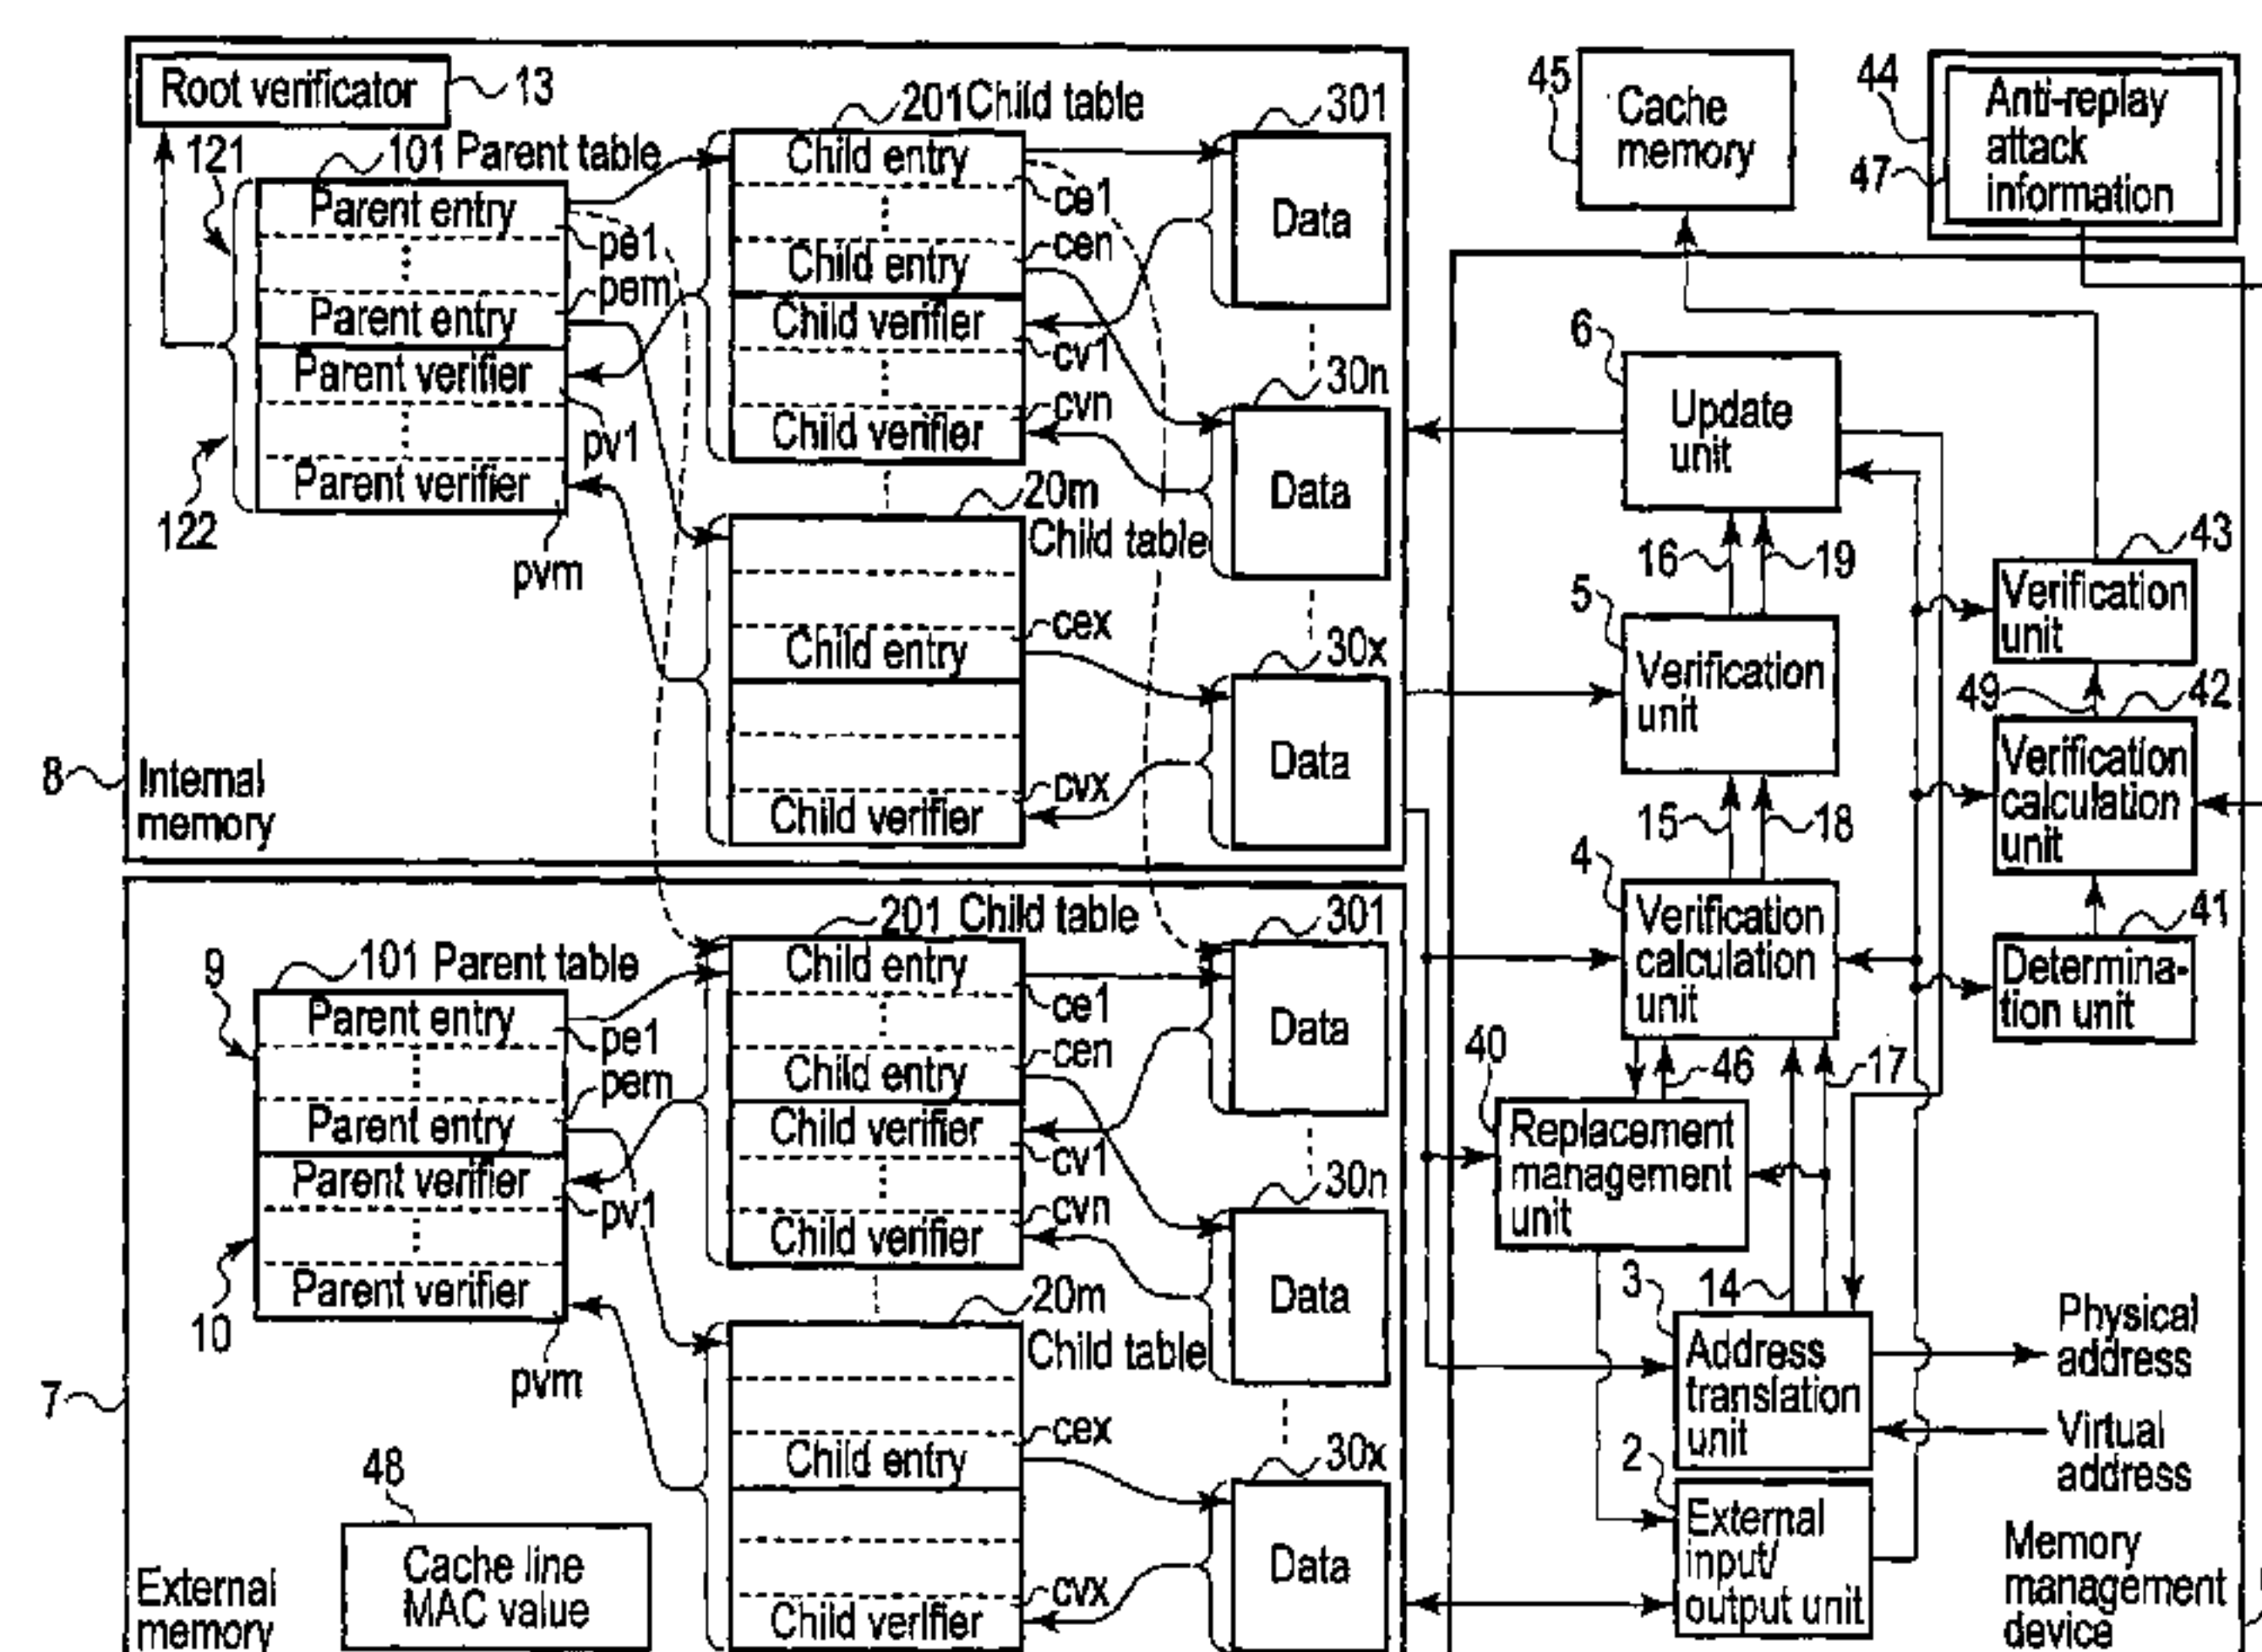 Root verificator
13
121
101 Parent table
Parent entry
pe1
pem
Parent entry
Parent verifier
pv1
Parent verifier
122
pvm
201 Child table
Child entry
ce1
cen
Child entry
Child verifier
cv1
cvn
Child verifier
20m
Child table
cex
Child entry
cvx
Child verifier
301
Data
30n
Data
30x
Data
8
Internal
memory
9
101 Parent table
Parent entry
pe1
pem
Parent entry
Parent verifier
pv1
Parent verifier
10
pvm
201 Child table
Child entry
ce1
cen
Child entry
Child verifier
cv1
cvn
Child verifier
20m
Child table
cex
Child entry
cvx
Child verifier
301
Data
30n
Data
30x
Data
7
48
Cache line
MAC value
External
memory
45
Cache
memory
44
47
Anti-replay
attack
information
6
Update
unit
16
19
5
Verification
unit
15
18
4
Verification
calculation
unit
43
Verification
unit
49
42
Verification
calculation
unit
41
Determina-
tion unit
40
46
17
Replacement
management
unit
3
14
Address
translation
unit
Physical
address
Virtual
address
2
External
input/
output unit
Memory
management
device